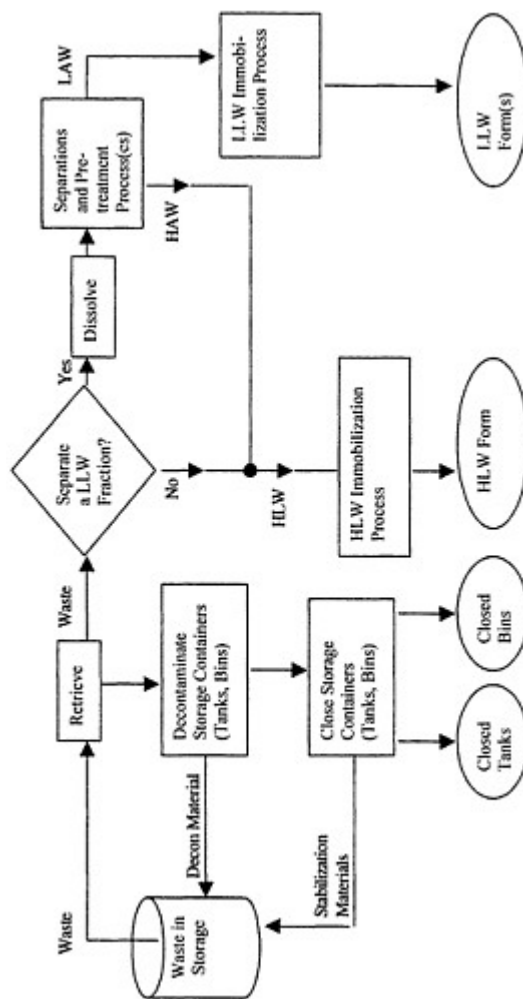 Waste
Waste in
Storage
Decon Material
Stabilization
Materials
Retrieve
Waste
Decontaminate
Storage Containers
(Tanks, Bins)
Close Storage
Containers
(Tanks, Bins)
Closed
Tanks
Closed
Bins
Separate
a LLW
Fraction?
Yes
No
HLW
HLW Immobilization
Process
HLW Form
Dissolve
Separations
and Pre-
treatment
Process(es)
HAW
LAW
LLW Immobi-
lization Process
LLW
Form(s)